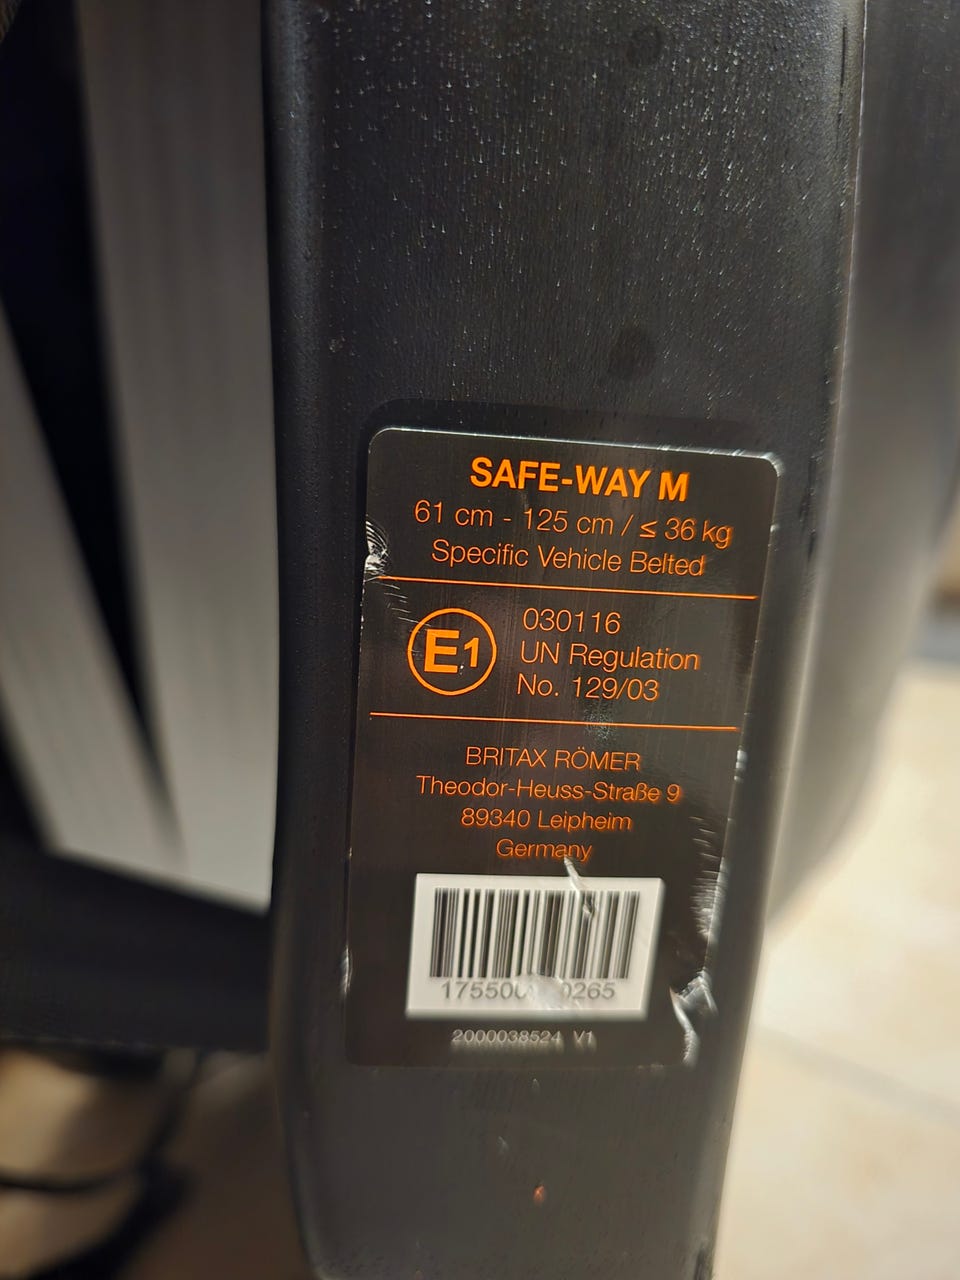 SAFE-WAY M
61 cm - 125 cm / ≤ 36 kg
Specific Vehicle Belted
E1
030116
UN Regulation
No. 129/03
BRITAX RÖMER
Theodor-Heuss-Straße 9
89340 Leipheim
Germany
2000038524 V1